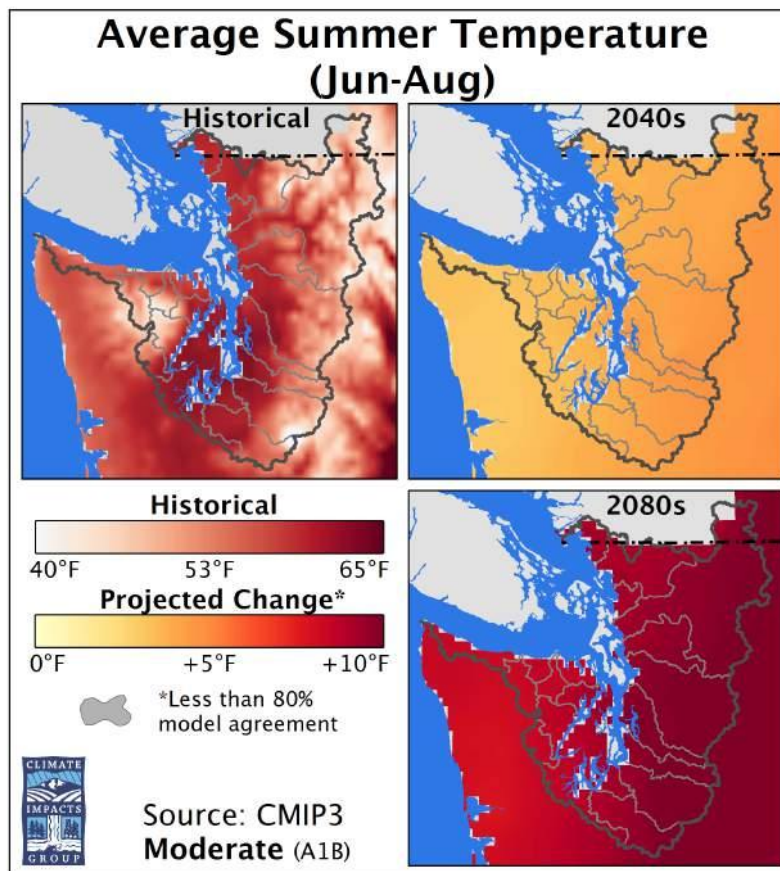 Average Summer Temperature
(Jun-Aug)
Historical
2040s
Historical
40°F 53°F 65°F
Projected Change*
0°F +5°F +10°F
*Less than 80%
model agreement
2080s
CLIMATE
IMPACTS
GROUP
Source: CMIP3
Moderate (A1B)